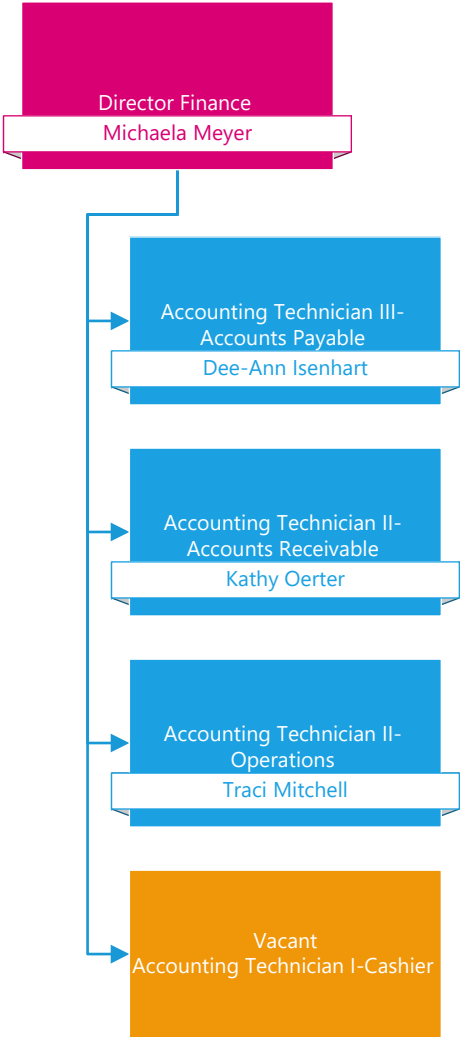 Director Finance
Michaela Meyer
Accounting Technician III-
Accounts Payable
Dee-Ann Isenhart
Accounting Technician II-
Accounts Receivable
Kathy Oerter
Accounting Technician II-
Operations
Traci Mitchell
Vacant
Accounting Technician I-Cashier